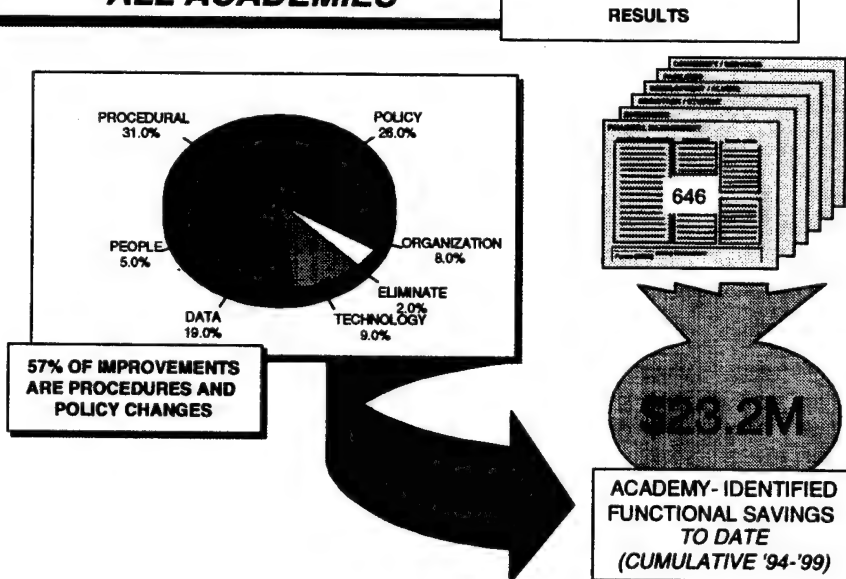 ALL ACADEMIES
RESULTS
PROCEDURAL
31.0%
POLICY
26.0%
PEOPLE
5.0%
ORGANIZATION
8.0%
ELIMINATE
2.0%
DATA
19.0%
TECHNOLOGY
9.0%
57% OF IMPROVEMENTS
ARE PROCEDURES AND
POLICY CHANGES
646
$23.2M
ACADEMY-IDENTIFIED
FUNCTIONAL SAVINGS
TO DATE
(CUMULATIVE '94-'99)